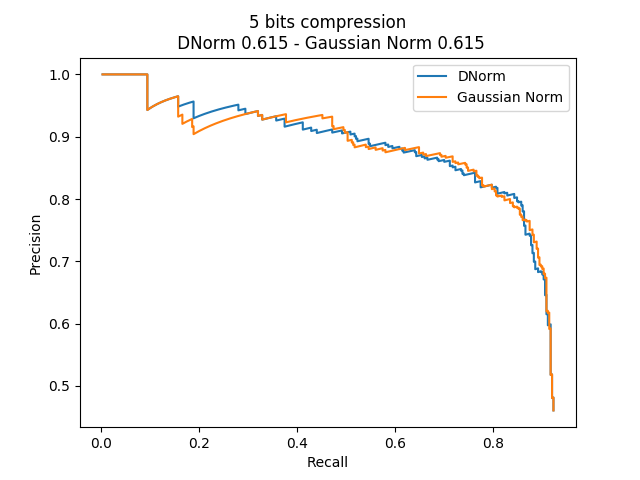 5 bits compression
DNorm 0.615 - Gaussian Norm 0.615
DNorm
Gaussian Norm
1.0
0.9
0.8
0.7
0.6
0.5
Precision
0.0
0.2
0.4
0.6
0.8
Recall